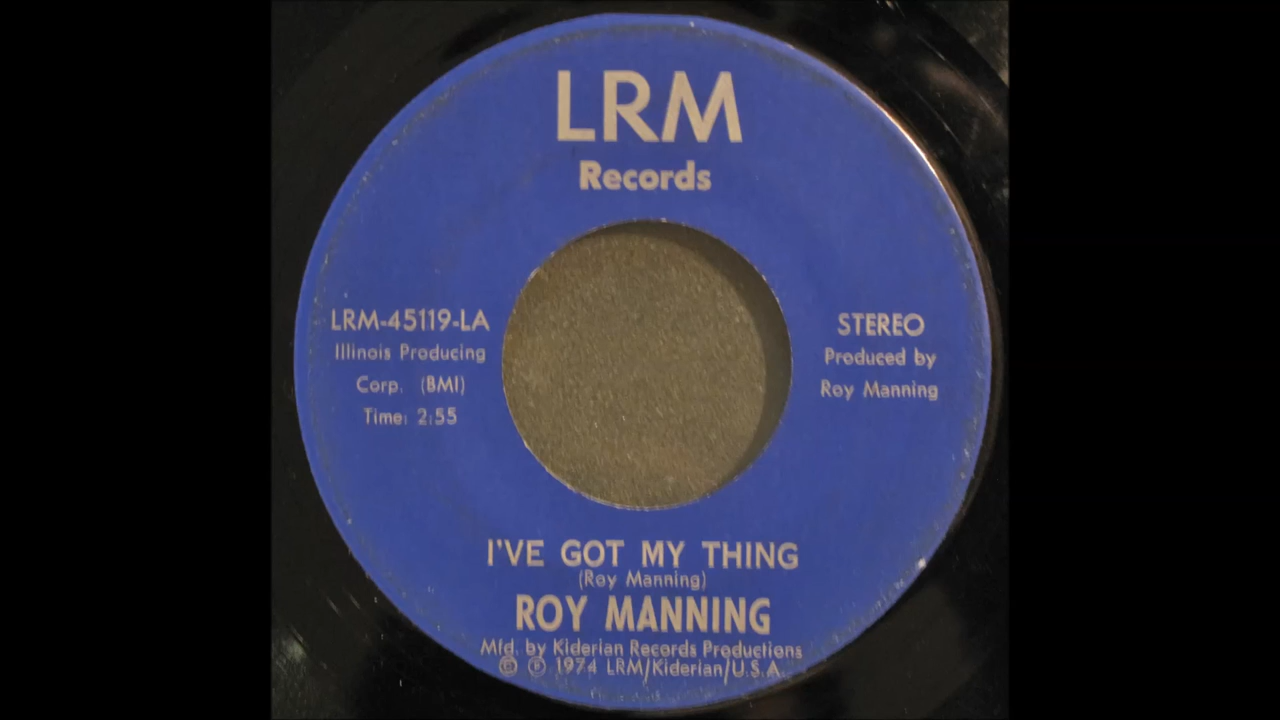 LRM
Records
LRM-45119-LA
Illinois Producing
Corp. (BMI)
Time: 2:55
STEREO
Produced by
Roy Manning
I'VE GOT MY THING
(Roy Manning)
ROY MANNING
Mfd. by Kiderian Records Productions
© ℗ 1974 LRM/Kiderian/U.S.A.